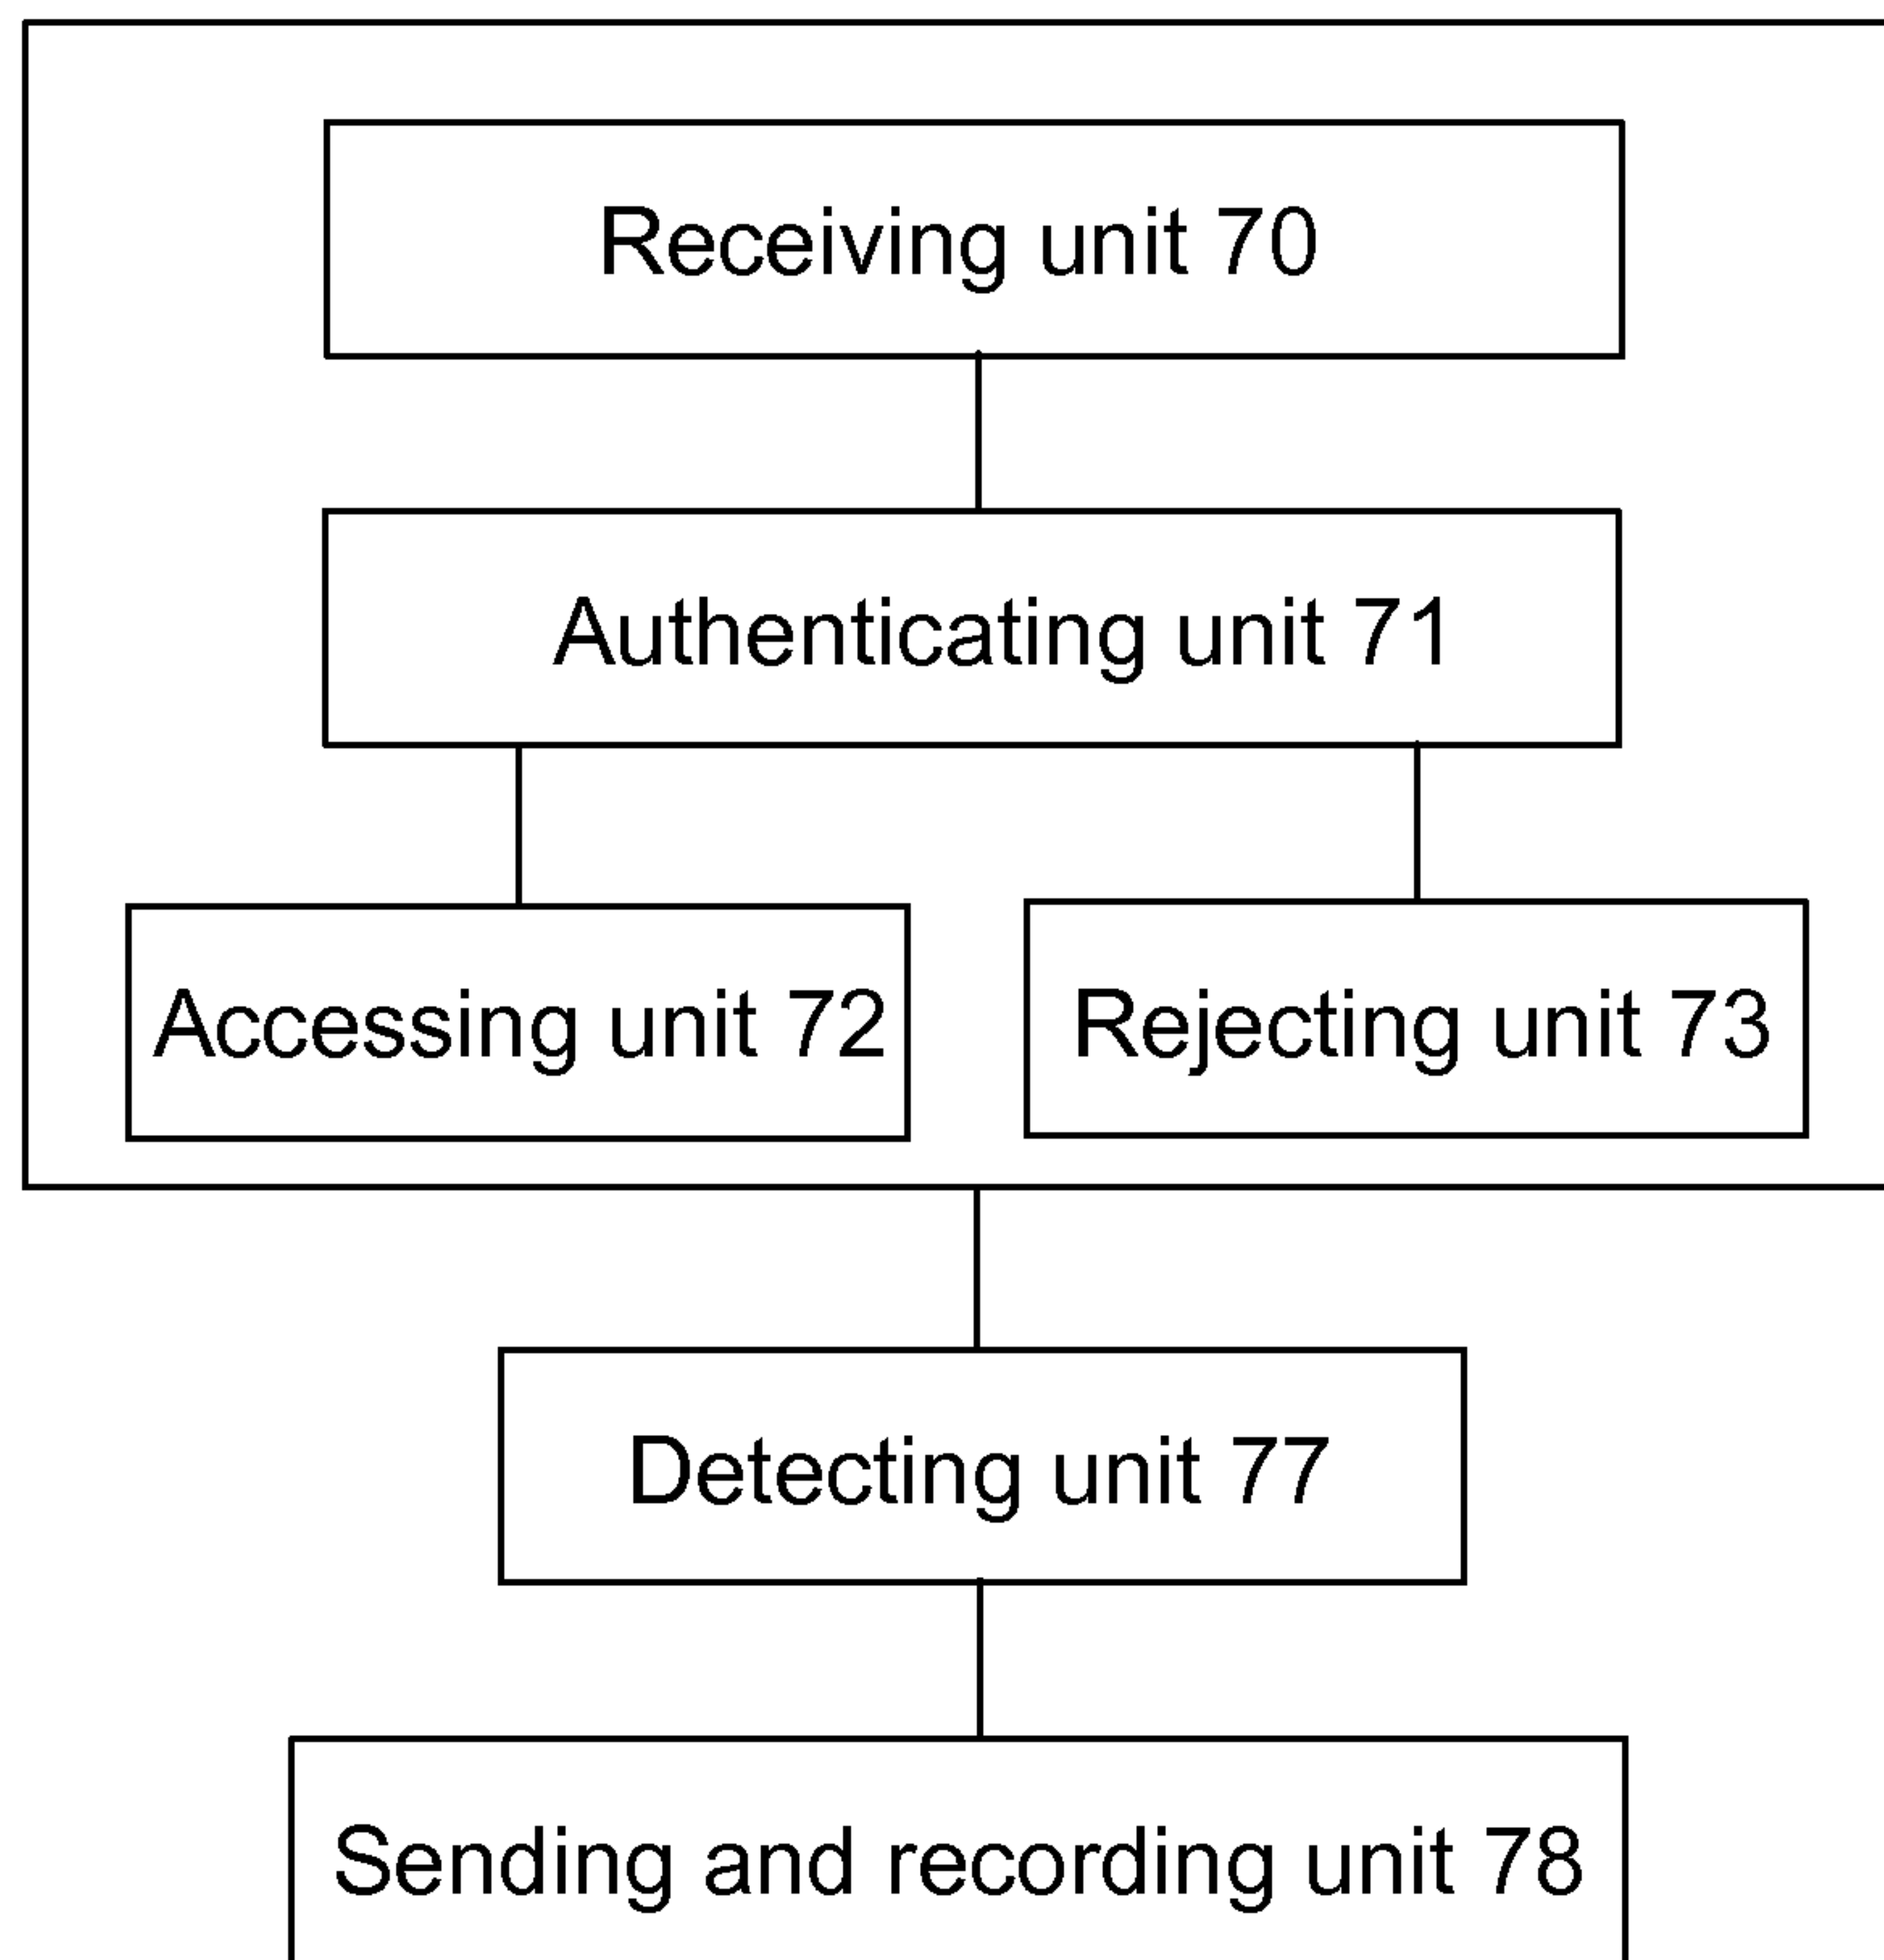 Receiving unit 70
Authenticating unit 71
Accessing unit 72
Rejecting unit 73
Detecting unit 77
Sending and recording unit 78